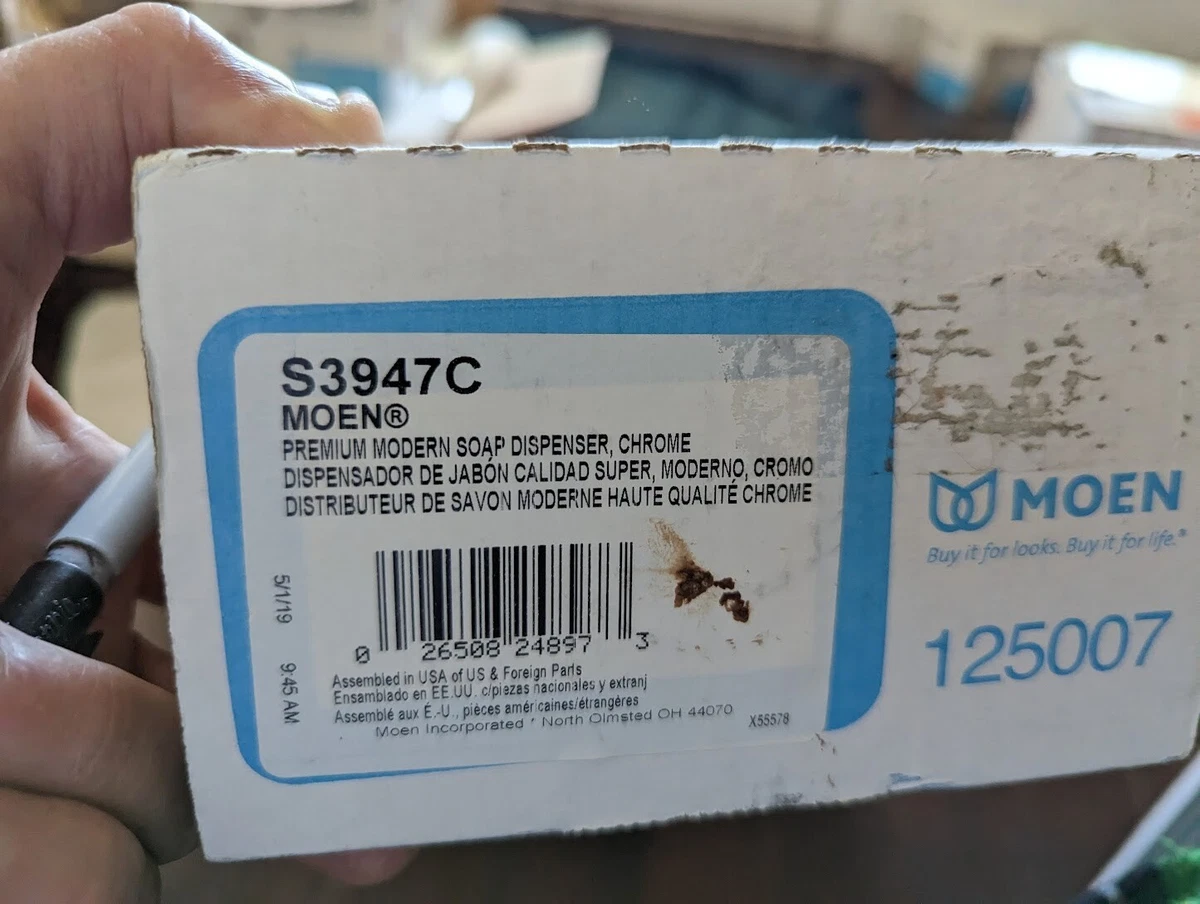 S3947C
MOEN®
PREMIUM MODERN SOAP DISPENSER, CHROME
DISPENSADOR DE JABÓN CALIDAD SUPER, MODERNO, CROMO
DISTRIBUTEUR DE SAVON MODERNE HAUTE QUALITÉ CHROME
5/1/19 9:45 AM
0 26508 24897 3
Assembled in USA of US & Foreign Parts
Ensamblado en EE.UU. c/piezas nacionales y extranj
Assemblé aux É.-U., pièces américaines/étrangères
Moen Incorporated * North Olmsted OH 44070
X55578
MOEN
Buy it for looks. Buy it for life.®
125007